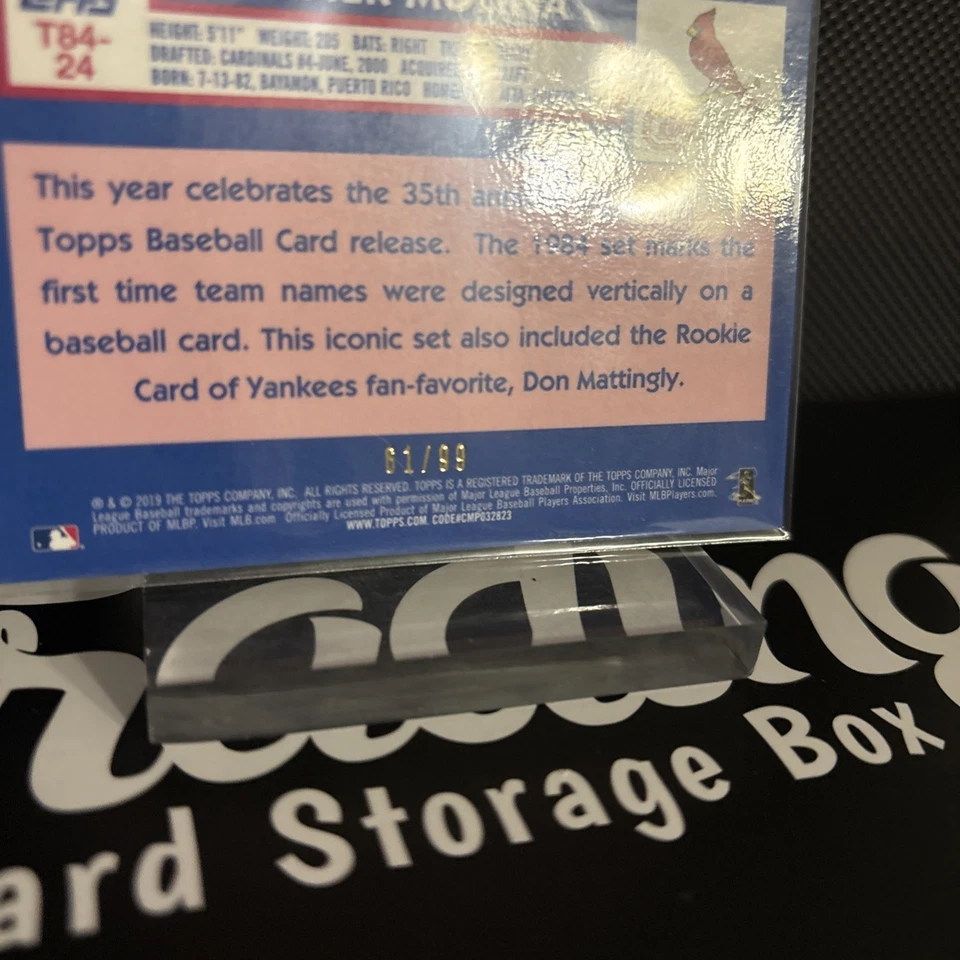 MOLINA
T84-
24
HEIGHT: 5'11" WEIGHT: 205 BATS: RIGHT
DRAFTED: CARDINALS #4-JUNE, 2000
BORN: 7-13-82, BAYAMON, PUERTO RICO
This year celebrates the 35th
Topps Baseball Card release. The 1984 set marks the
first time team names were designed vertically on a
baseball card. This iconic set also included the Rookie
Card of Yankees fan-favorite, Don Mattingly.
61/99
® & © 2019 THE TOPPS COMPANY, INC. ALL RIGHTS RESERVED. TOPPS IS A REGISTERED TRADEMARK OF THE TOPPS COMPANY, INC. Major
League Baseball trademarks and copyrights are used with permission of Major League Baseball Properties, Inc. OFFICIALLY LICENSED
PRODUCT OF MLBP. Visit MLB.com Officially Licensed Product of Major League Baseball Players Association. Visit MLBPlayers.com.
WWW.TOPPS.COM. CODE#CMP032823
rading
ard Storage Box